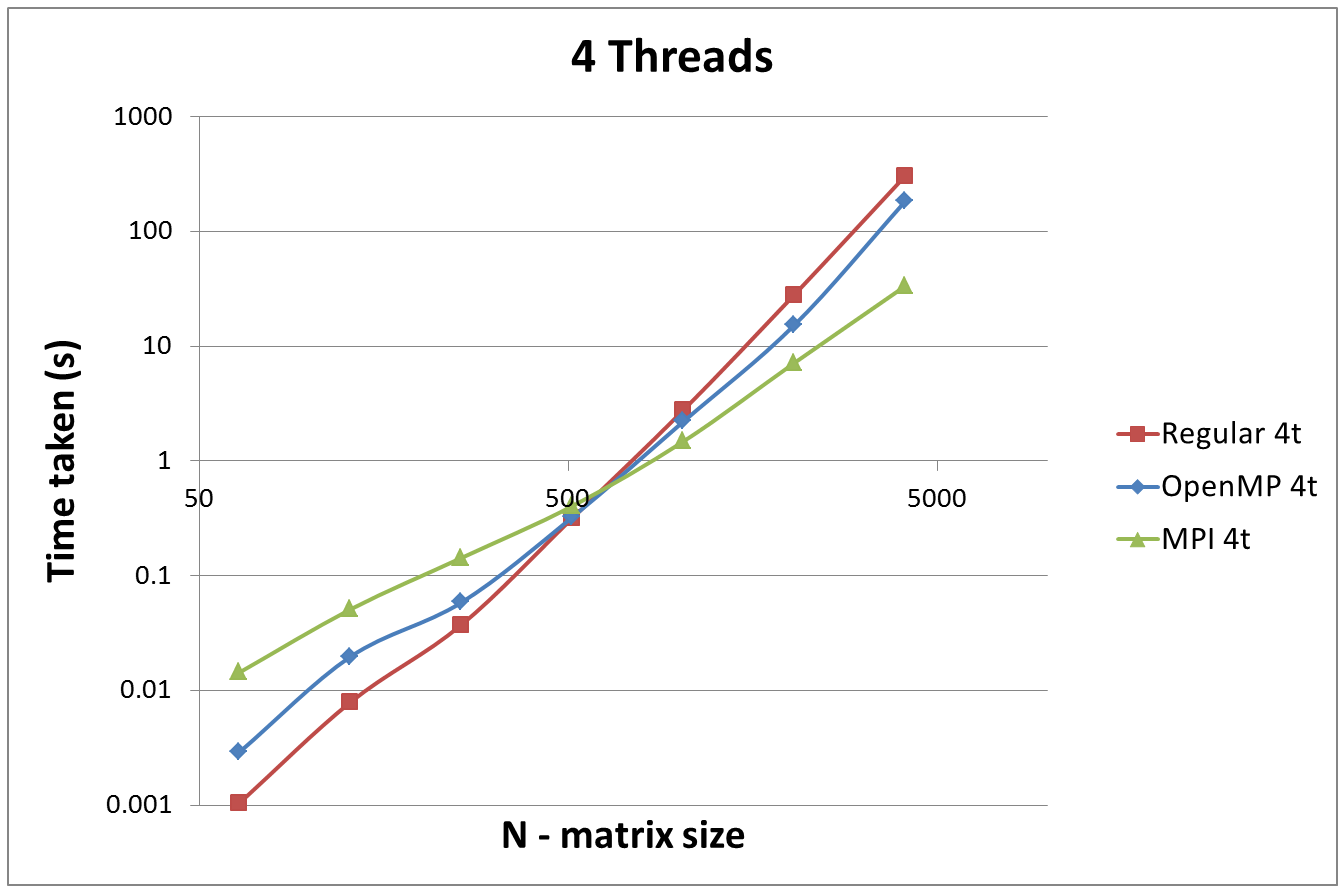 4 Threads
1000
100
10
1
0.1
0.01
0.001
50
500
5000
Time taken (s)
N - matrix size
Regular 4t
OpenMP 4t
MPI 4t